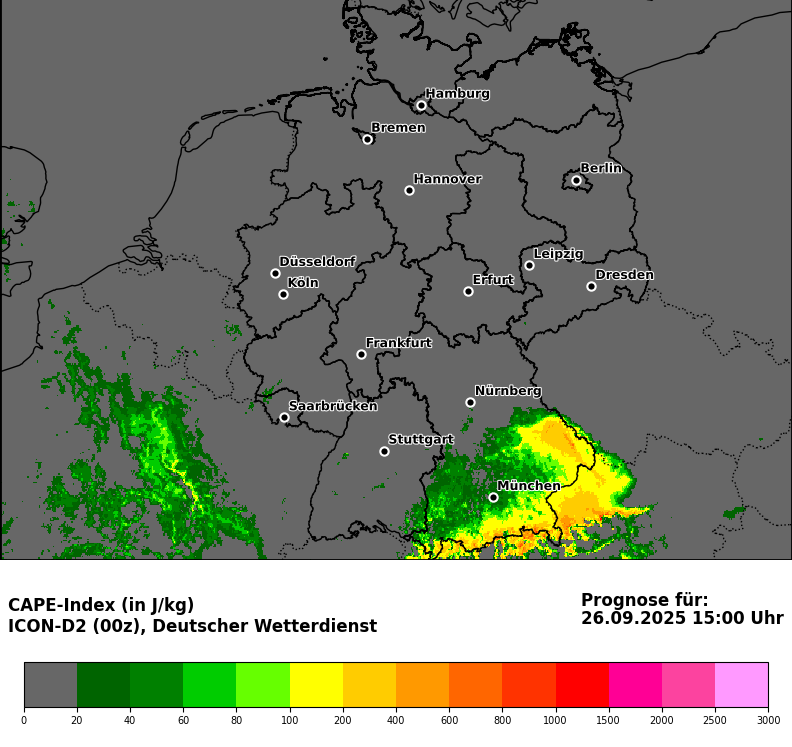 Hamburg
Bremen
Berlin
Hannover
Leipzig
Düsseldorf
Dresden
Erfurt
Köln
Frankfurt
Nürnberg
Saarbrücken
Stuttgart
München
CAPE-Index (in J/kg)
ICON-D2 (00z), Deutscher Wetterdienst
Prognose für:
26.09.2025 15:00 Uhr
0 20 40 60 80 100 200 400 600 800 1000 1500 2000 2500 3000